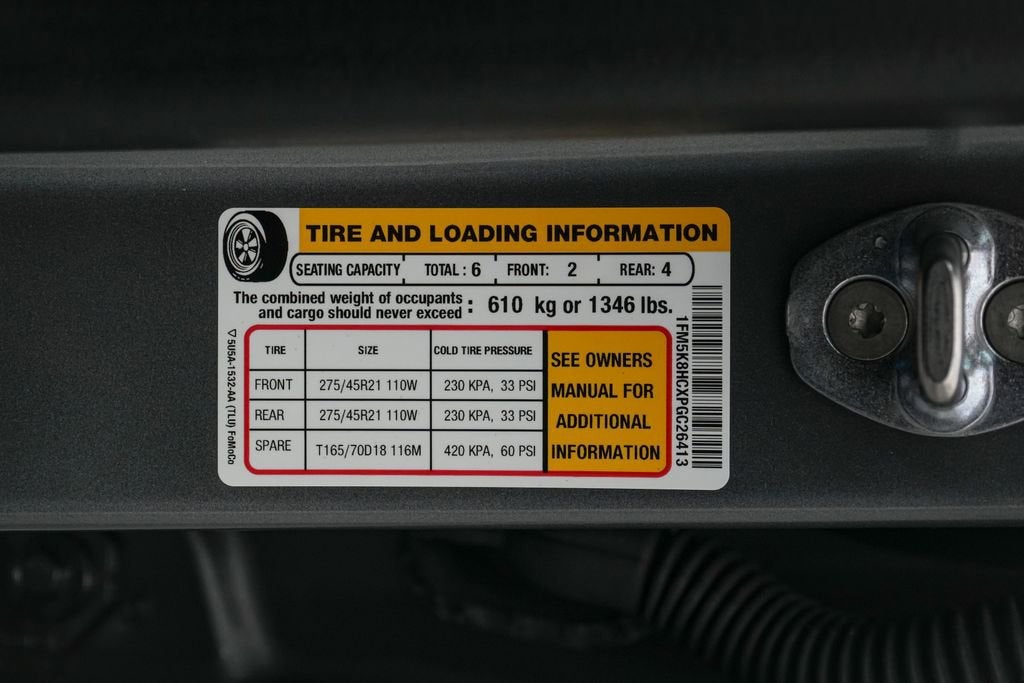 TIRE AND LOADING INFORMATION
SEATING CAPACITY TOTAL : 6 FRONT: 2 REAR: 4
The combined weight of occupants
and cargo should never exceed : 610 kg or 1346 lbs.
TIRE SIZE COLD TIRE PRESSURE
FRONT 275/45R21 110W 230 KPA, 33 PSI
REAR 275/45R21 110W 230 KPA, 33 PSI
SPARE T165/70D18 116M 420 KPA, 60 PSI
SEE OWNERS
MANUAL FOR
ADDITIONAL
INFORMATION
▽ 5U5A-1532-AA (TLU) FoMoCo
1FM5K8HCXPGC26413